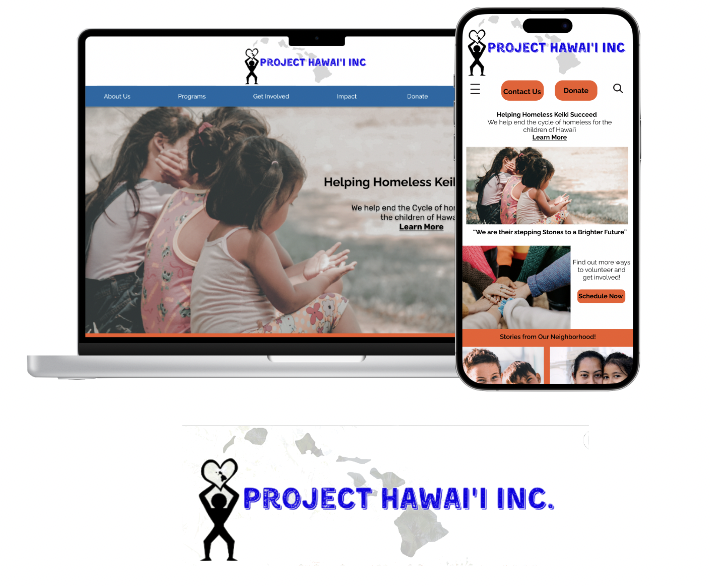 PROJECT HAWAI'I INC
About Us
Programs
Get Involved
Impact
Donate
Helping Homeless Kei
We help end the Cycle of ho
the children of Hawa
Learn More
PROJECT HAWAI'I INC
Contact Us
Donate
Helping Homeless Keiki Succeed
We help end the cycle of homeless for the
children of Hawai'i
Learn More
"We are their stepping Stones to a Brighter Future"
Find out more ways
to volunteer and
get involved!
Schedule Now
Stories from Our Neighborhood!
PROJECT HAWAI'I INC.